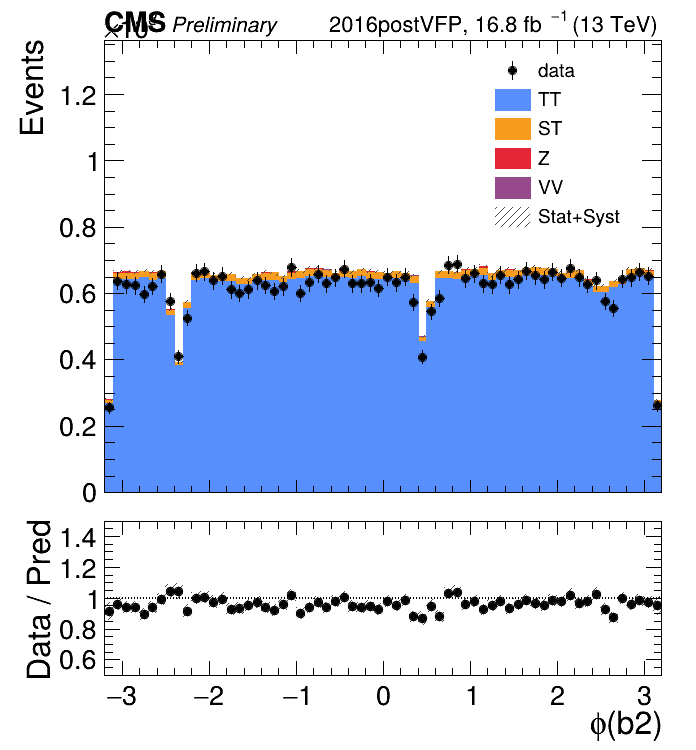 CMS Preliminary 2016postVFP, 16.8 fb⁻¹ (13 TeV)
Events
1.2
1
0.8
0.6
0.4
0.2
0
data
TT
ST
Z
VV
Stat+Syst
Data / Pred
1.4
1.2
1
0.8
0.6
−3 −2 −1 0 1 2 3
ϕ(b2)